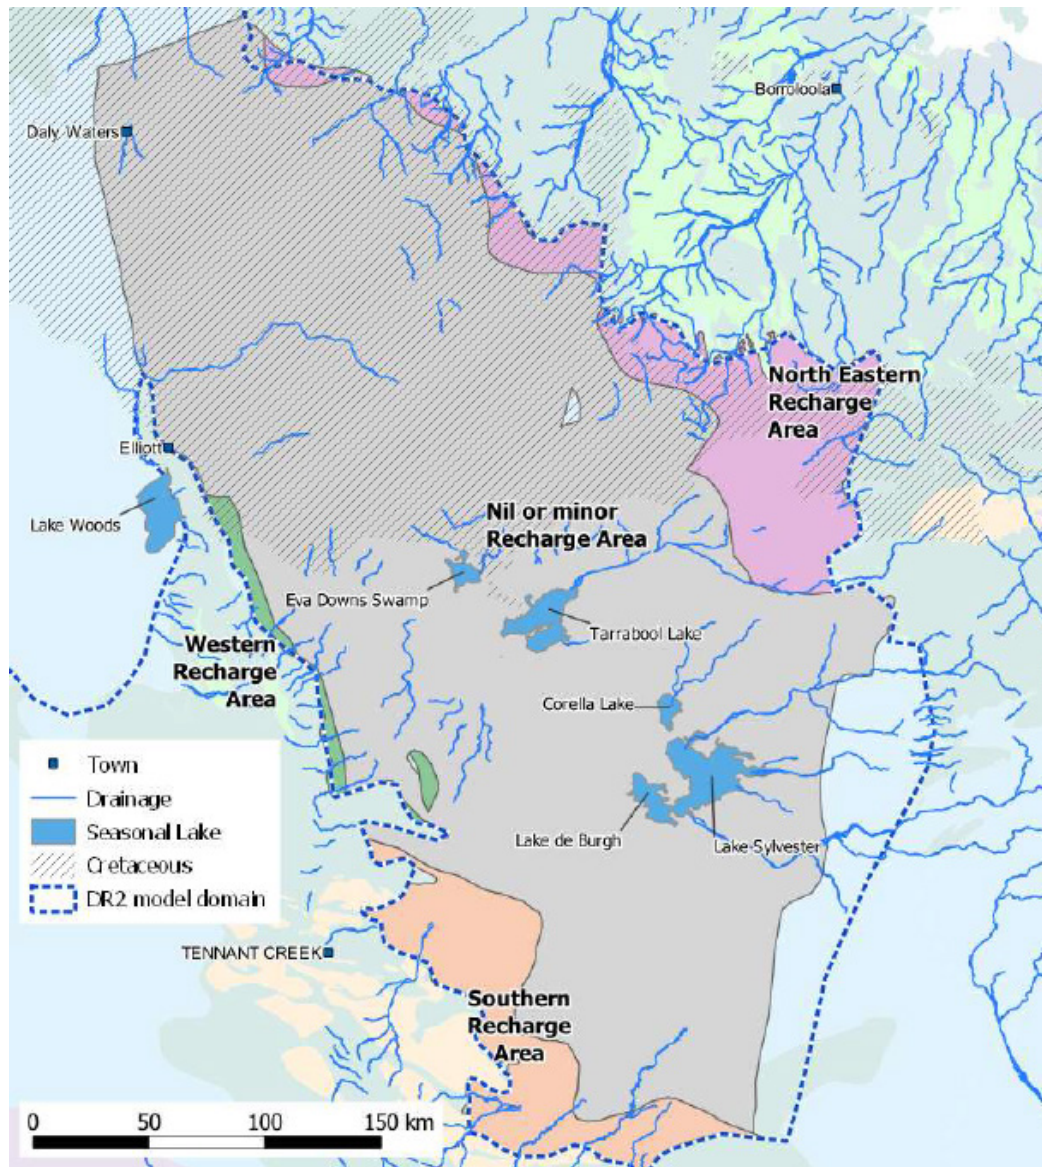 Borroloola
Daly Waters
North Eastern
Recharge
Area
Elliott
Lake Woods
Nil or minor
Recharge Area
Eva Downs Swamp
Tarrabool Lake
Western
Recharge
Area
Corella Lake
Town
Drainage
Seasonal Lake
Cretaceous
DR2 model domain
Lake de Burgh
Lake Sylvester
TENNANT CREEK
Southern
Recharge
Area
0 50 100 150 km